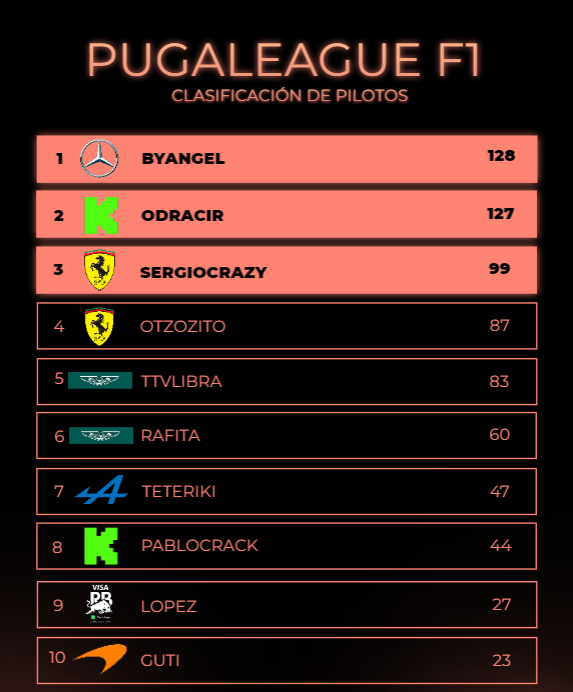 PUGALEAGUE F1
CLASIFICACIÓN DE PILOTOS
1 BYANGEL 128
2 K ODRACIR 127
3 SERGIOCRAZY 99
4 OTZOZITO 87
5 TTVLIBRA 83
6 RAFITA 60
7 TETERIKI 47
8 K PABLOCRACK 44
VISA
9 RB LOPEZ 27
10 GUTI 23